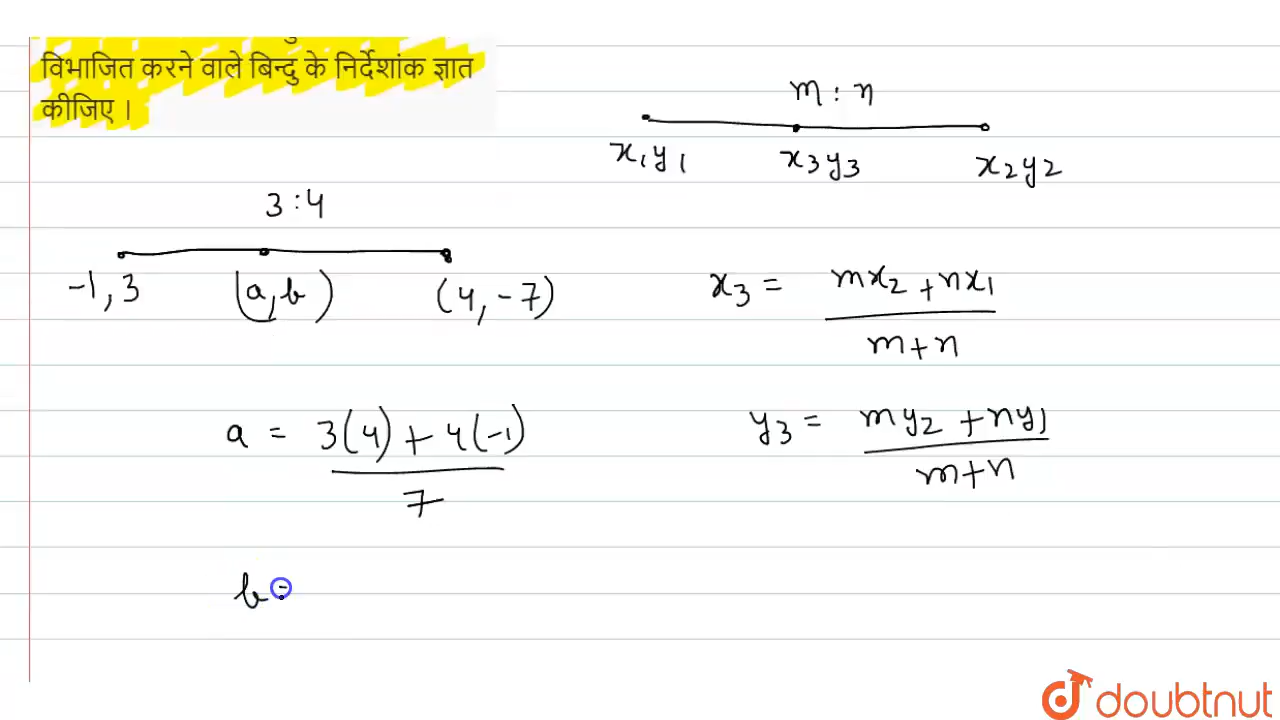 विभाजित करने वाले बिन्दु के निर्देशांक ज्ञात
कीजिए ।
m : n
x1y1 x3y3 x2y2
3 : 4
-1, 3 (a, b) (4, -7)
x3 = mx2 + nx1
m + n
a = 3(4) + 4(-1)
7
y3 = my2 + ny1
m + n
b =
doubtnut